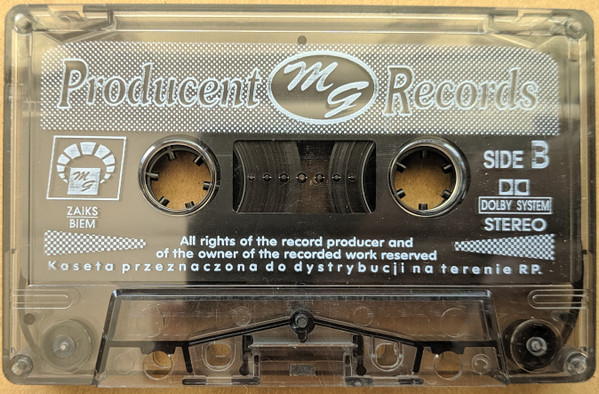 Producent MG Records
MG
ZAIKS
BIEM
SIDE B
DOLBY SYSTEM
STEREO
All rights of the record producer and
of the owner of the recorded work reserved
Kaseta przeznaczona do dystrybucji na terenie RP.